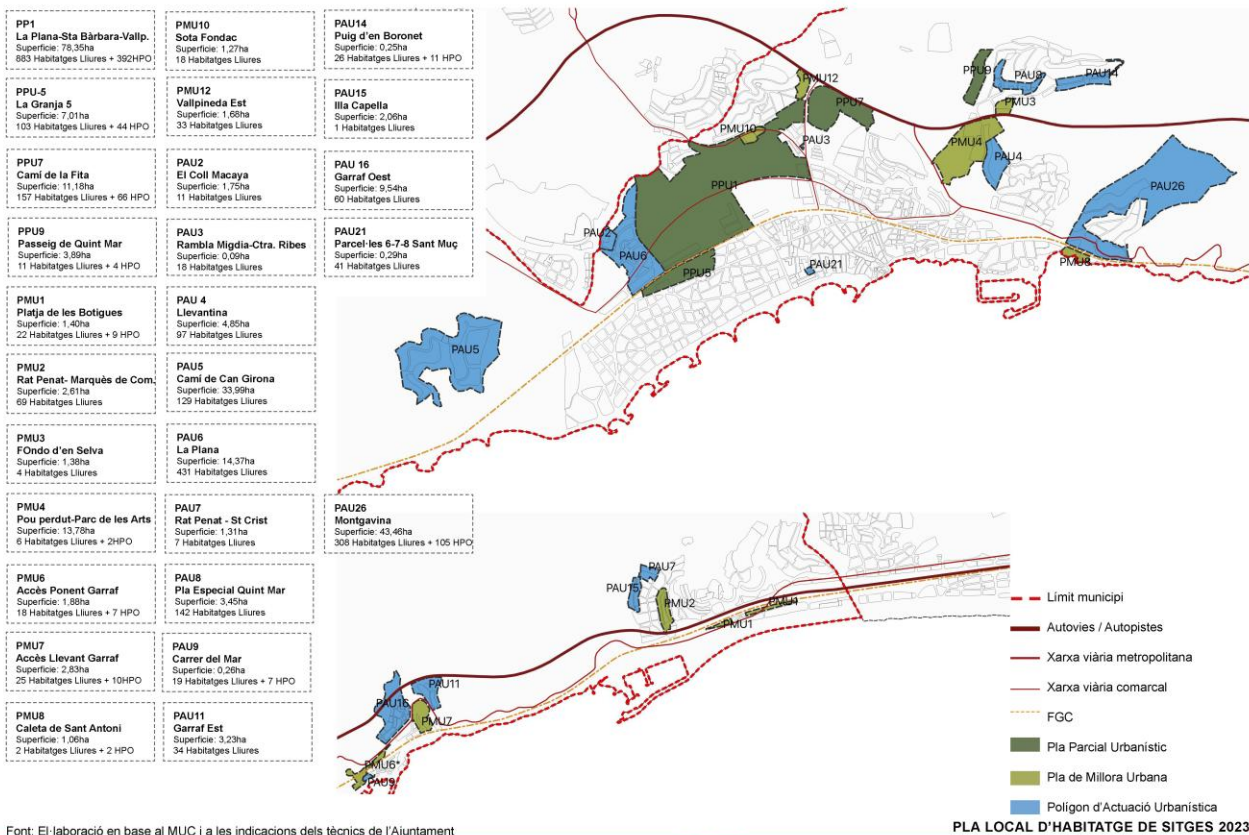 PP1
La Plana-Sta Bàrbara-Vallp.
Superfície: 78,35ha
883 Habitatges Lliures + 392HPO
PPU-5
La Granja 5
Superfície: 7,01ha
103 Habitatges Lliures + 44 HPO
PPU7
Camí de la Fita
Superfície: 11,18ha
157 Habitatges Lliures + 66 HPO
PPU9
Passeig de Quint Mar
Superfície: 3,89ha
11 Habitatges Lliures + 4 HPO
PMU1
Platja de les Botigues
Superfície: 1,40ha
22 Habitatges Lliures + 9 HPO
PMU2
Rat Penat- Marquès de Com.
Superfície: 2,61ha
69 Habitatges Lliures
PMU3
FOndo d'en Selva
Superfície: 1,38ha
4 Habitatges Lliures
PMU4
Pou perdut-Parc de les Arts
Superfície: 13,78ha
6 Habitatges Lliures + 2HPO
PMU6
Accès Ponent Garraf
Superfície: 1,88ha
18 Habitatges Lliures + 7 HPO
PMU7
Accès Llevant Garraf
Superfície: 2,83ha
25 Habitatges Lliures + 10HPO
PMU8
Caleta de Sant Antoni
Superfície: 1,06ha
2 Habitatges Lliures + 2 HPO
PMU10
Sota Fondac
Superfície: 1,27ha
18 Habitatges Lliures
PMU12
Vallpineda Est
Superfície: 1,68ha
33 Habitatges Lliures
PAU2
El Coll Macaya
Superfície: 1,75ha
11 Habitatges Lliures
PAU3
Rambla Migdia-Ctra. Ribes
Superfície: 0,09ha
18 Habitatges Lliures
PAU 4
Llevantina
Superfície: 4,85ha
97 Habitatges Lliures
PAU5
Camí de Can Girona
Superfície: 33,99ha
129 Habitatges Lliures
PAU6
La Plana
Superfície: 14,37ha
431 Habitatges Lliures
PAU7
Rat Penat - St Crist
Superfície: 1,31ha
7 Habitatges Lliures
PAU8
Pla Especial Quint Mar
Superfície: 3,45ha
142 Habitatges Lliures
PAU9
Carrer del Mar
Superfície: 0,26ha
19 Habitatges Lliures + 7 HPO
PAU11
Garraf Est
Superfície: 3,23ha
34 Habitatges Lliures
PAU14
Puig d'en Boronet
Superfície: 0,25ha
26 Habitatges Lliures + 11 HPO
PAU15
Illa Capella
Superfície: 2,06ha
1 Habitatges Lliures
PAU 16
Garraf Oest
Superfície: 9,54ha
60 Habitatges Lliures
PAU21
Parcel·les 6-7-8 Sant Muç
Superfície: 0,29ha
41 Habitatges Lliures
PAU26
Montgavina
Superfície: 43,46ha
308 Habitatges Lliures + 105 HPO
PMU12
PPU7
PMU10
PAU3
PPU1
PAU2
PAU6
PPU5
PAU21
PAU5
PPU9
PAU8
PAU14
PMU3
PMU4
PAU4
PAU26
PMU8
PAU7
PAU15
PMU2
PMU1
PMU1
PAU11
PAU16
PMU7
PMU6*
PAU9
Límit municipi
Autovies / Autopistes
Xarxa viària metropolitana
Xarxa viària comarcal
FGC
Pla Parcial Urbanístic
Pla de Millora Urbana
Polígon d'Actuació Urbanística
Font: El·laboració en base al MUC i a les indicacions dels tècnics de l'Ajuntament
PLA LOCAL D'HABITATGE DE SITGES 2023